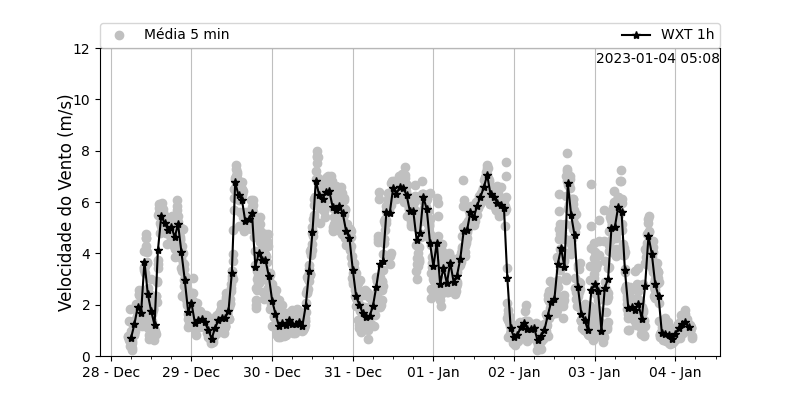 Média 5 min
WXT 1h
2023-01-04 05:08
Velocidade do Vento (m/s)
12
10
8
6
4
2
0
28 - Dec
29 - Dec
30 - Dec
31 - Dec
01 - Jan
02 - Jan
03 - Jan
04 - Jan